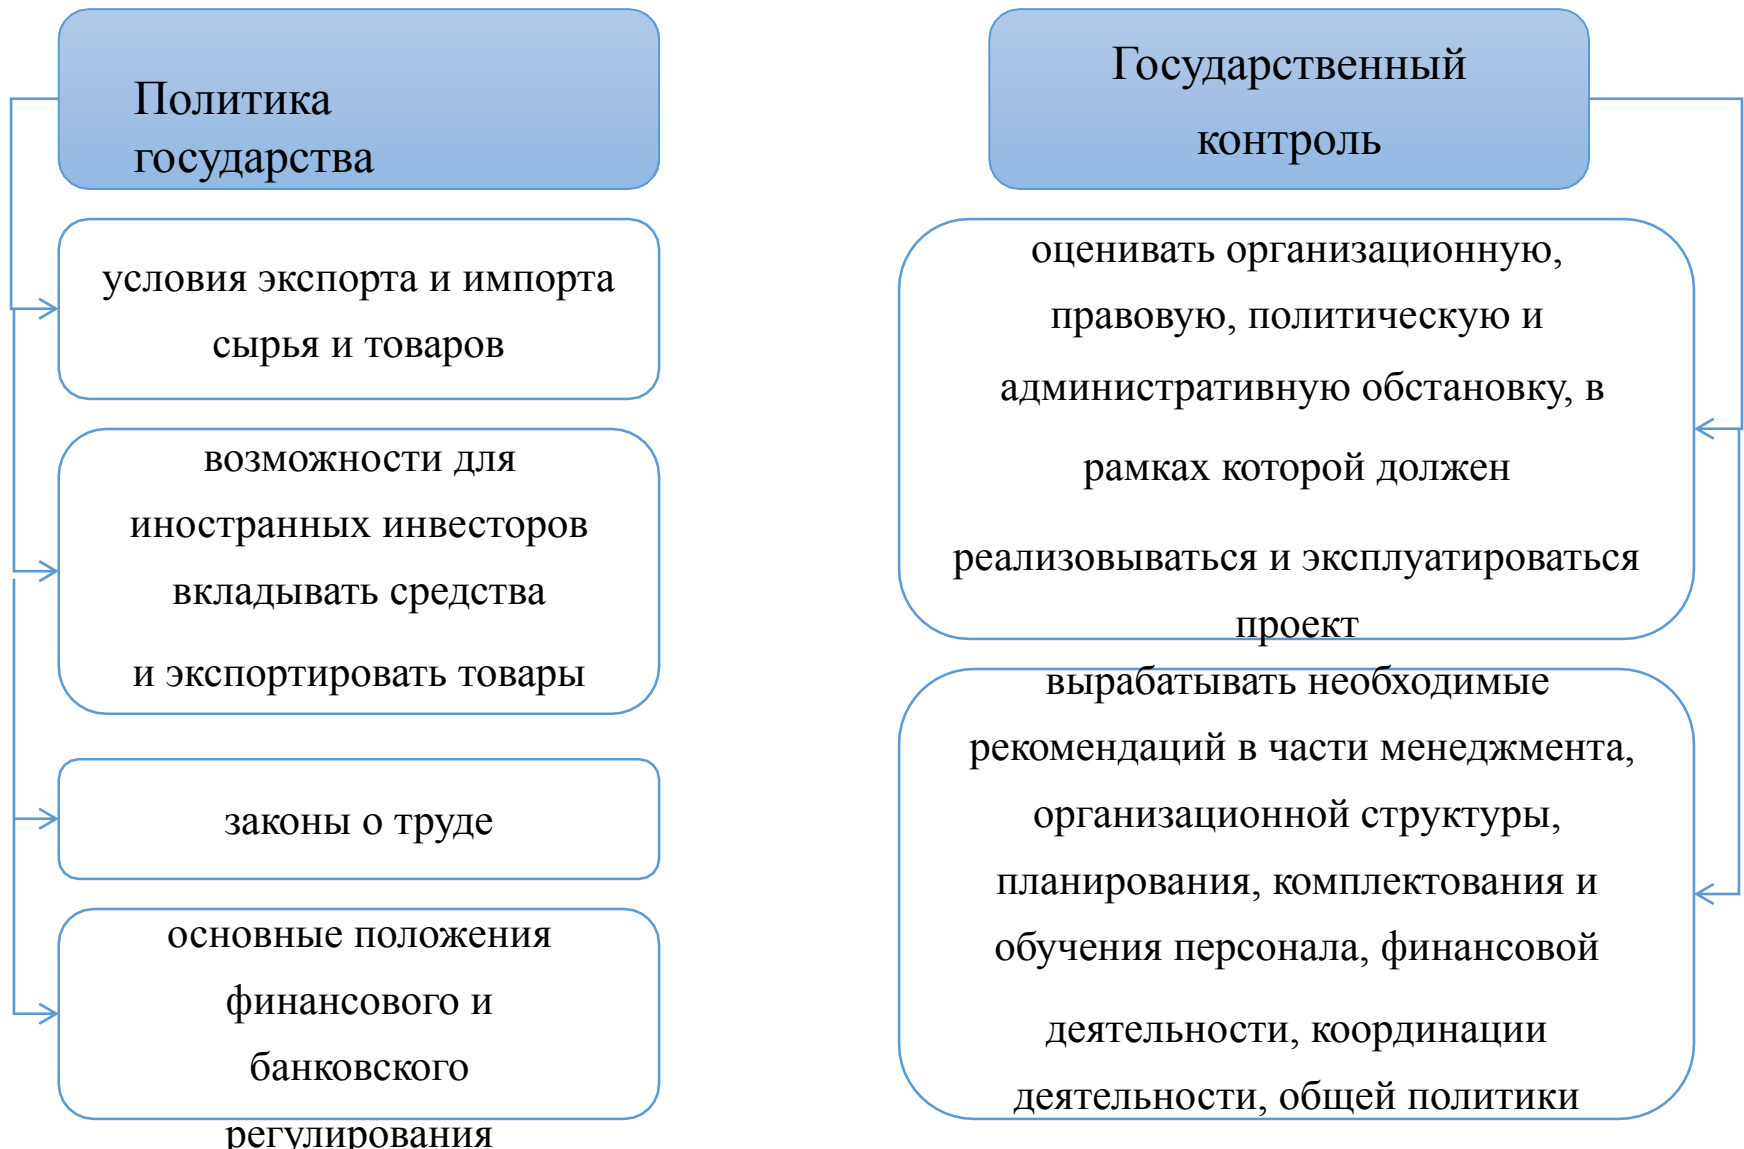 Политика
государства
условия экспорта и импорта
сырья и товаров
возможности для
иностранных инвесторов
вкладывать средства
и экспортировать товары
законы о труде
основные положения
финансового и
банковского
регулирования
Государственный
контроль
оценивать организационную,
правовую, политическую и
административную обстановку, в
рамках которой должен
реализовываться и эксплуатироваться
проект
вырабатывать необходимые
рекомендаций в части менеджмента,
организационной структуры,
планирования, комплектования и
обучения персонала, финансовой
деятельности, координации
деятельности, общей политики